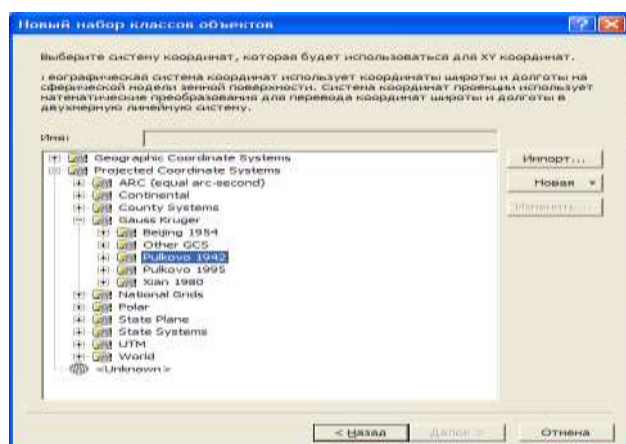 Новый набор классов объектов
Выберите систему координат, которая будет использоваться для XY координат.
Географическая система координат использует координаты широты и долготы на
сферической модели земной поверхности. Система координат проекции использует
математические преобразования для перевода координат широты и долготы в
двухмерную линейную систему.
Имя:
Geographic Coordinate Systems
Projected Coordinate Systems
ARC (equal arc-second)
Continental
County Systems
Gauss Kruger
Beijing 1954
Other GCS
Pulkovo 1942
Pulkovo 1995
Xian 1980
National Grids
Polar
State Plane
State Systems
UTM
World
<Unknown>
Импорт...
Новая
Изменить...
< Назад
Далее >
Отмена